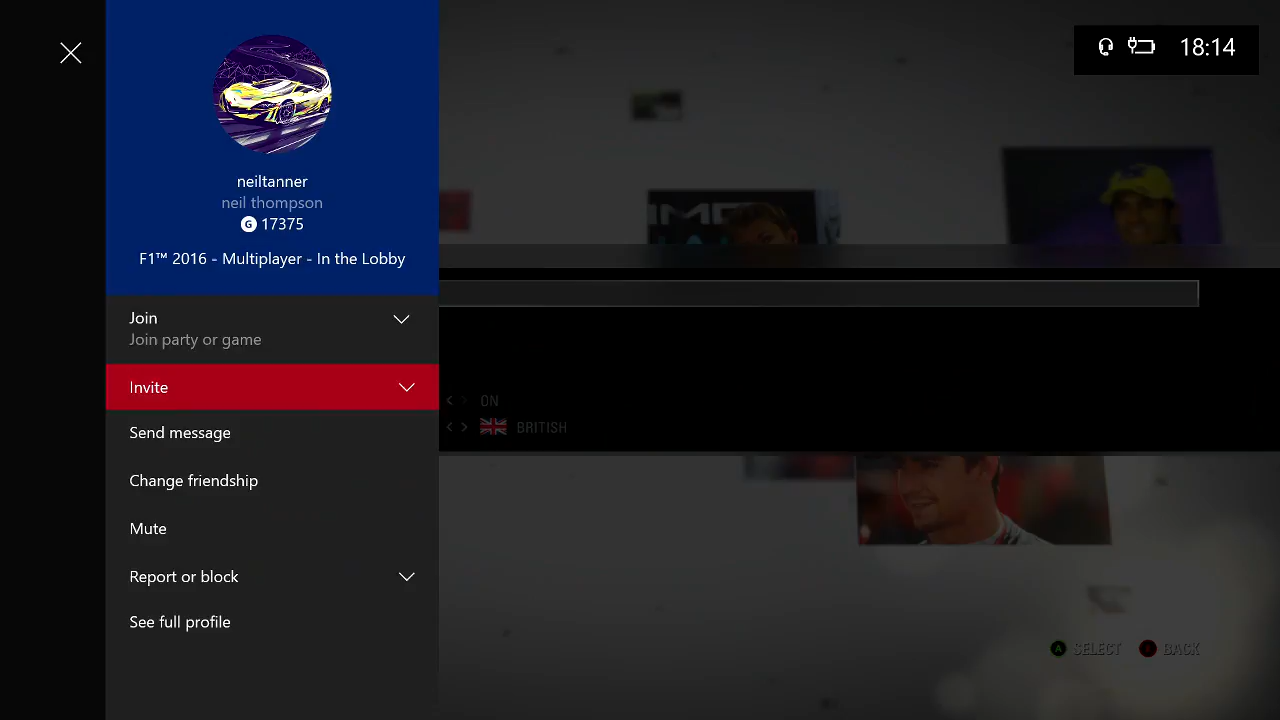 18:14
neiltanner
neil thompson
G 17375
F1™ 2016 - Multiplayer - In the Lobby
Join
Join party or game
Invite
Send message
Change friendship
Mute
Report or block
See full profile
ON
BRITISH
A SELECT
BACK